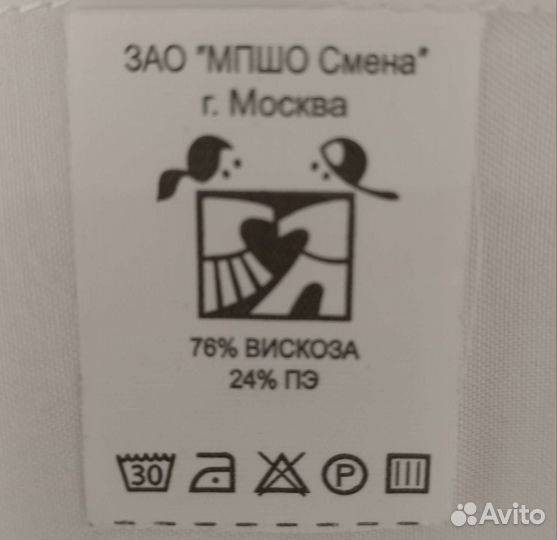 ЗАО "МПШО Смена"
г. Москва
76% ВИСКОЗА
24% ПЭ
30 P
Avito